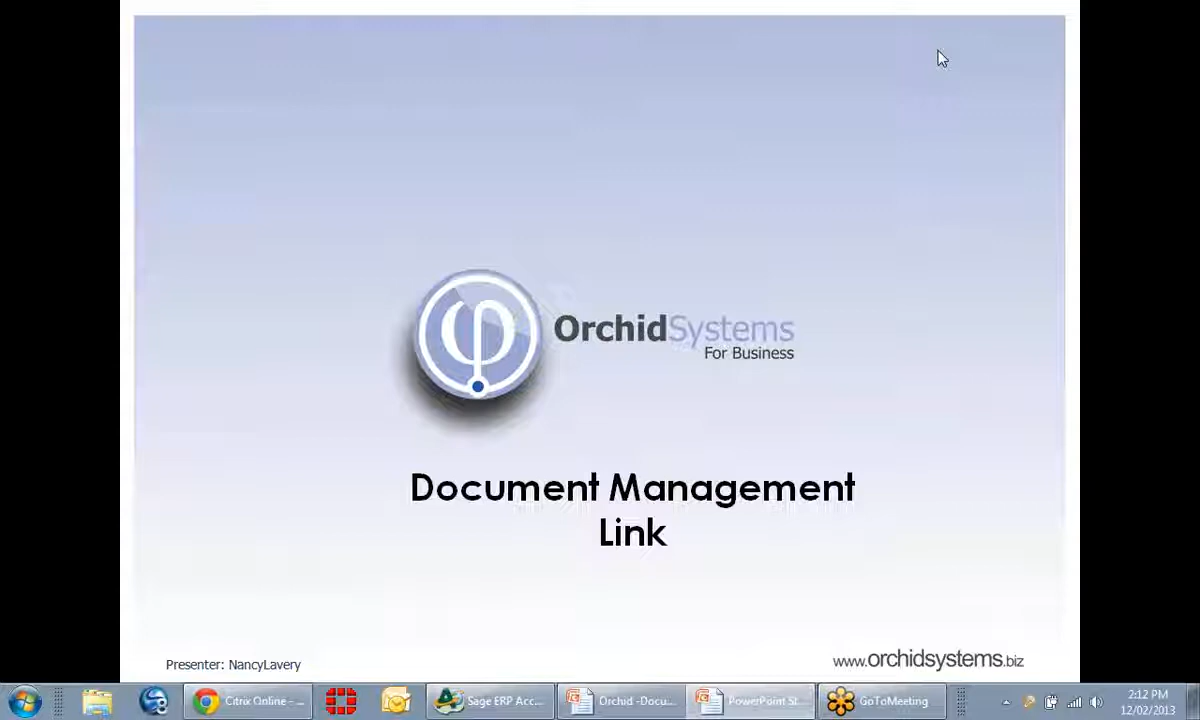 OrchidSystems
For Business
Document Management
Link
Presenter: NancyLavery
www.orchidsystems.biz
Citrix Online - ...
Sage ERP Acc...
Orchid -Docu...
PowerPoint Sl...
GoToMeeting
2:12 PM
12/02/2013